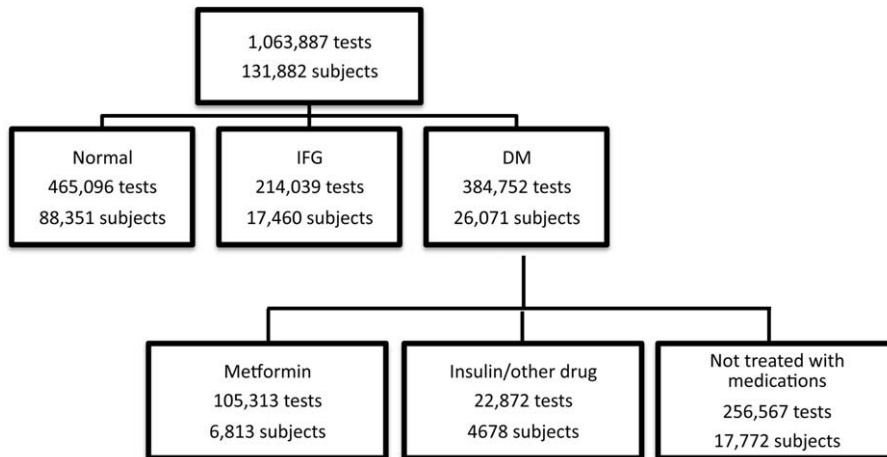 1,063,887 tests
131,882 subjects
Normal
465,096 tests
88,351 subjects
IFG
214,039 tests
17,460 subjects
DM
384,752 tests
26,071 subjects
Metformin
105,313 tests
6,813 subjects
Insulin/other drug
22,872 tests
4678 subjects
Not treated with
medications
256,567 tests
17,772 subjects